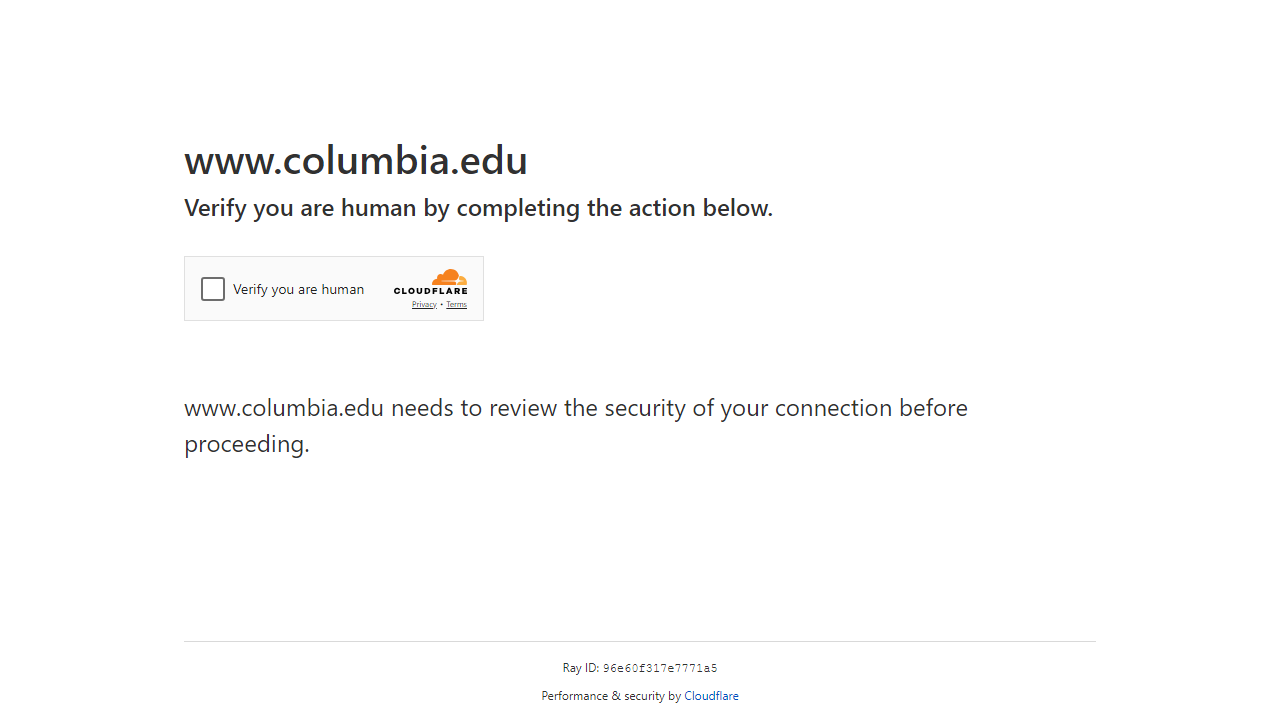 www.columbia.edu
Verify you are human by completing the action below.
Verify you are human
CLOUDFLARE
Privacy • Terms
www.columbia.edu needs to review the security of your connection before
proceeding.
Ray ID: 96e60f317e7771a5
Performance & security by Cloudflare